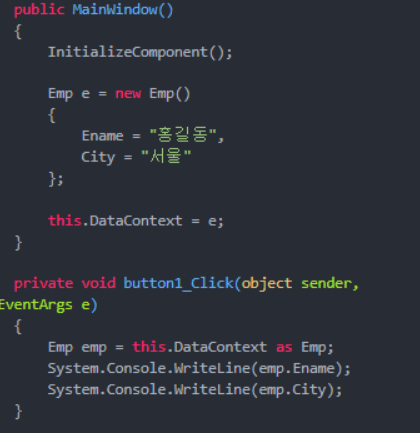 public MainWindow()
{
InitializeComponent();
Emp e = new Emp()
{
Ename = "홍길동",
City = "서울"
};
this.DataContext = e;
}
private void button1_Click(object sender,
EventArgs e)
{
Emp emp = this.DataContext as Emp;
System.Console.WriteLine(emp.Ename);
System.Console.WriteLine(emp.City);
}